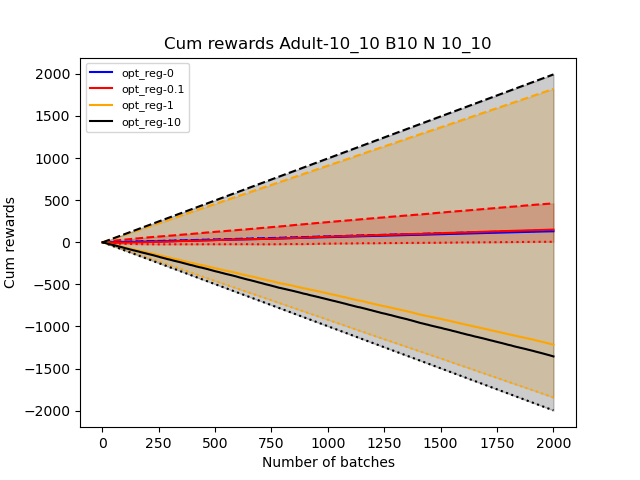 Cum rewards Adult-10_10 B10 N 10_10
opt_reg-0
opt_reg-0.1
opt_reg-1
opt_reg-10
2000
1500
1000
500
0
−500
−1000
−1500
−2000
Cum rewards
0 250 500 750 1000 1250 1500 1750 2000
Number of batches